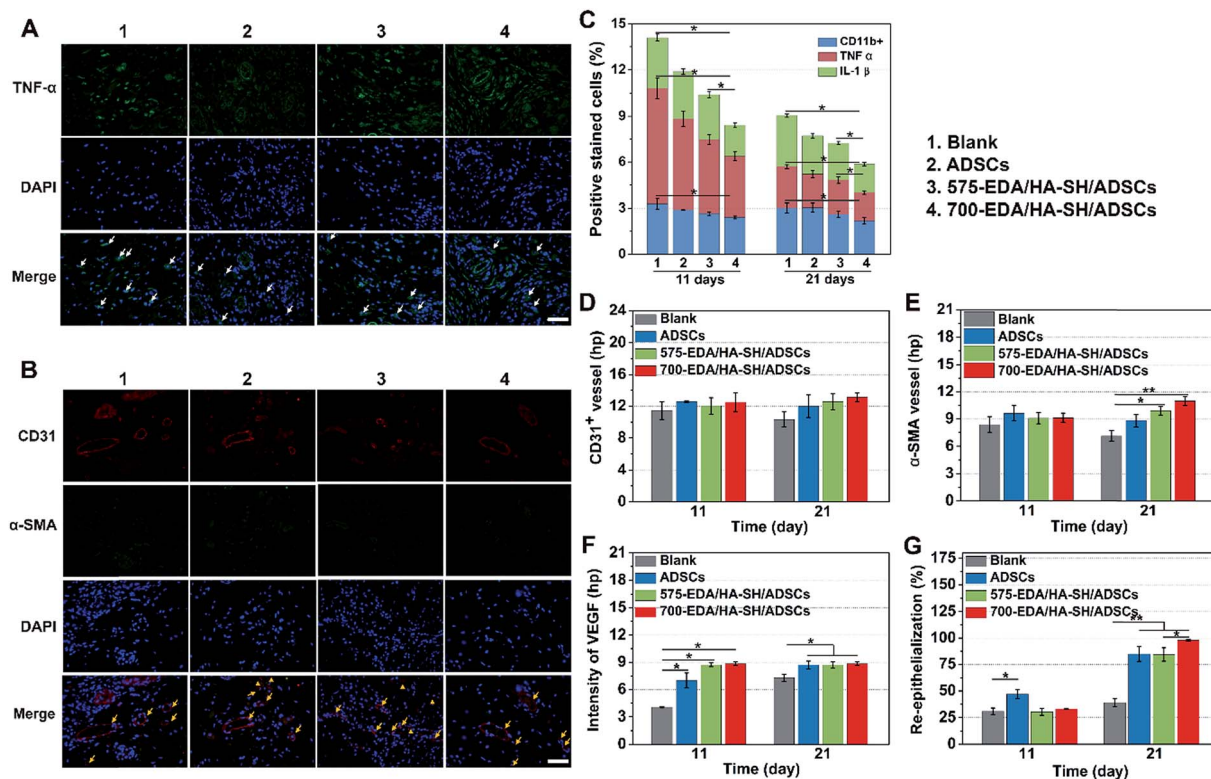 A
1 2 3 4
TNF-α
DAPI
Merge
B
1 2 3 4
CD31
α-SMA
DAPI
Merge
C
Positive stained cells (%)
15
12
9
6
3
0
CD11b+
TNF α
IL-1 β
*
*
*
*
*
*
*
*
*
1 2 3 4 1 2 3 4
11 days 21 days
1. Blank
2. ADSCs
3. 575-EDA/HA-SH/ADSCs
4. 700-EDA/HA-SH/ADSCs
D
CD31+ vessel (hp)
24
20
16
12
8
4
0
Blank
ADSCs
575-EDA/HA-SH/ADSCs
700-EDA/HA-SH/ADSCs
11 21
Time (day)
E
α-SMA vessel (hp)
21
18
15
12
9
6
3
0
Blank
ADSCs
575-EDA/HA-SH/ADSCs
700-EDA/HA-SH/ADSCs
**
*
11 21
Time (day)
F
Intensity of VEGF (hp)
21
18
15
12
9
6
3
0
Blank
ADSCs
575-EDA/HA-SH/ADSCs
700-EDA/HA-SH/ADSCs
*
*
*
*
11 21
Time (day)
G
Re-epithelialization (%)
175
150
125
100
75
50
25
0
Blank
ADSCs
575-EDA/HA-SH/ADSCs
700-EDA/HA-SH/ADSCs
**
*
*
11 21
Time (day)